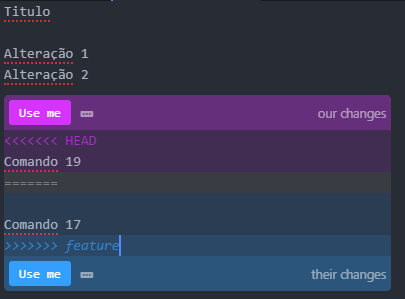 Título
Alteração 1
Alteração 2
Use me our changes
<<<<<<< HEAD
Comando 19
=======
Comando 17
>>>>>>> feature
Use me their changes